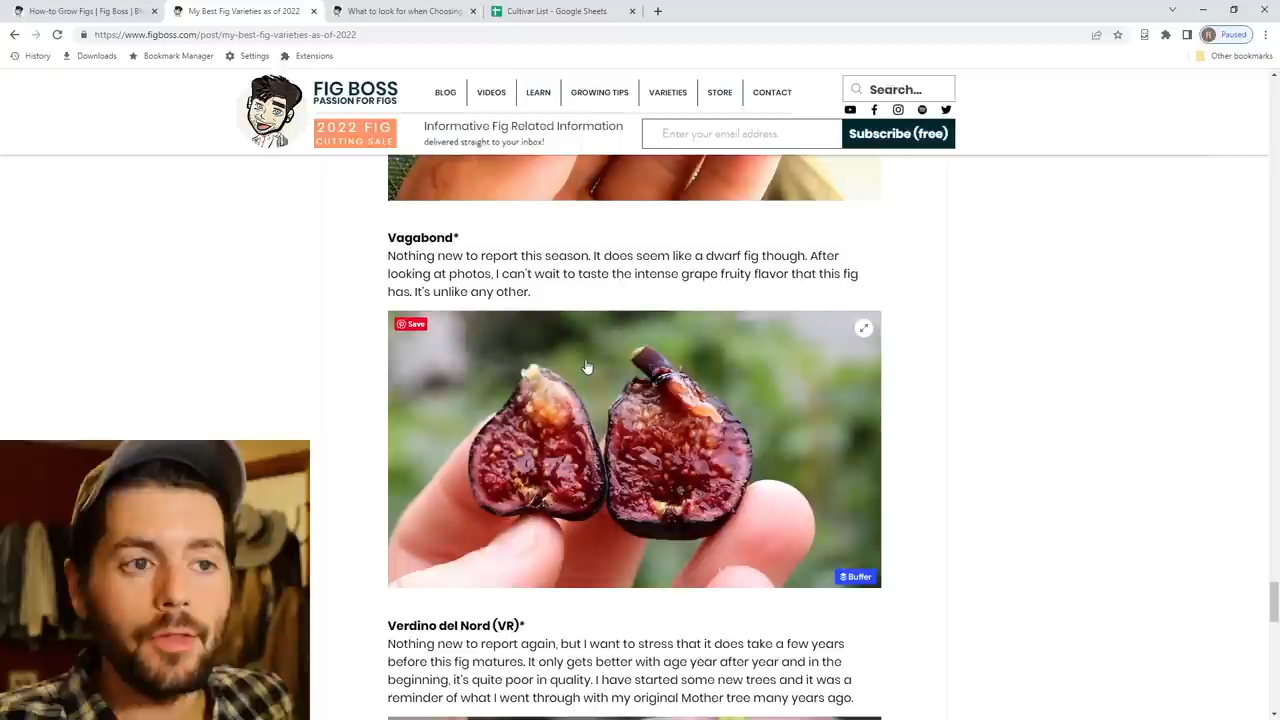 How-to Grow Figs | Fig Boss | Bl
My Best Fig Varieties as of 2022
What to look for when Choosing
Cultivar List - Google Sheets
https://www.figboss.com/post/my-best-fig-varieties-as-of-2022
R Paused
History Downloads Bookmark Manager Settings Extensions Other bookmarks
FIG BOSS
PASSION FOR FIGS
2022 FIG
CUTTING SALE
BLOG VIDEOS LEARN GROWING TIPS VARIETIES STORE CONTACT
Search...
Informative Fig Related Information
delivered straight to your inbox!
Enter your email address.
Subscribe (free)
Vagabond*
Nothing new to report this season. It does seem like a dwarf fig though. After
looking at photos, I can't wait to taste the intense grape fruity flavor that this fig
has. It's unlike any other.
Save
Buffer
Verdino del Nord (VR)*
Nothing new to report again, but I want to stress that it does take a few years
before this fig matures. It only gets better with age year after year and in the
beginning, it's quite poor in quality. I have started some new trees and it was a
reminder of what I went through with my original Mother tree many years ago.